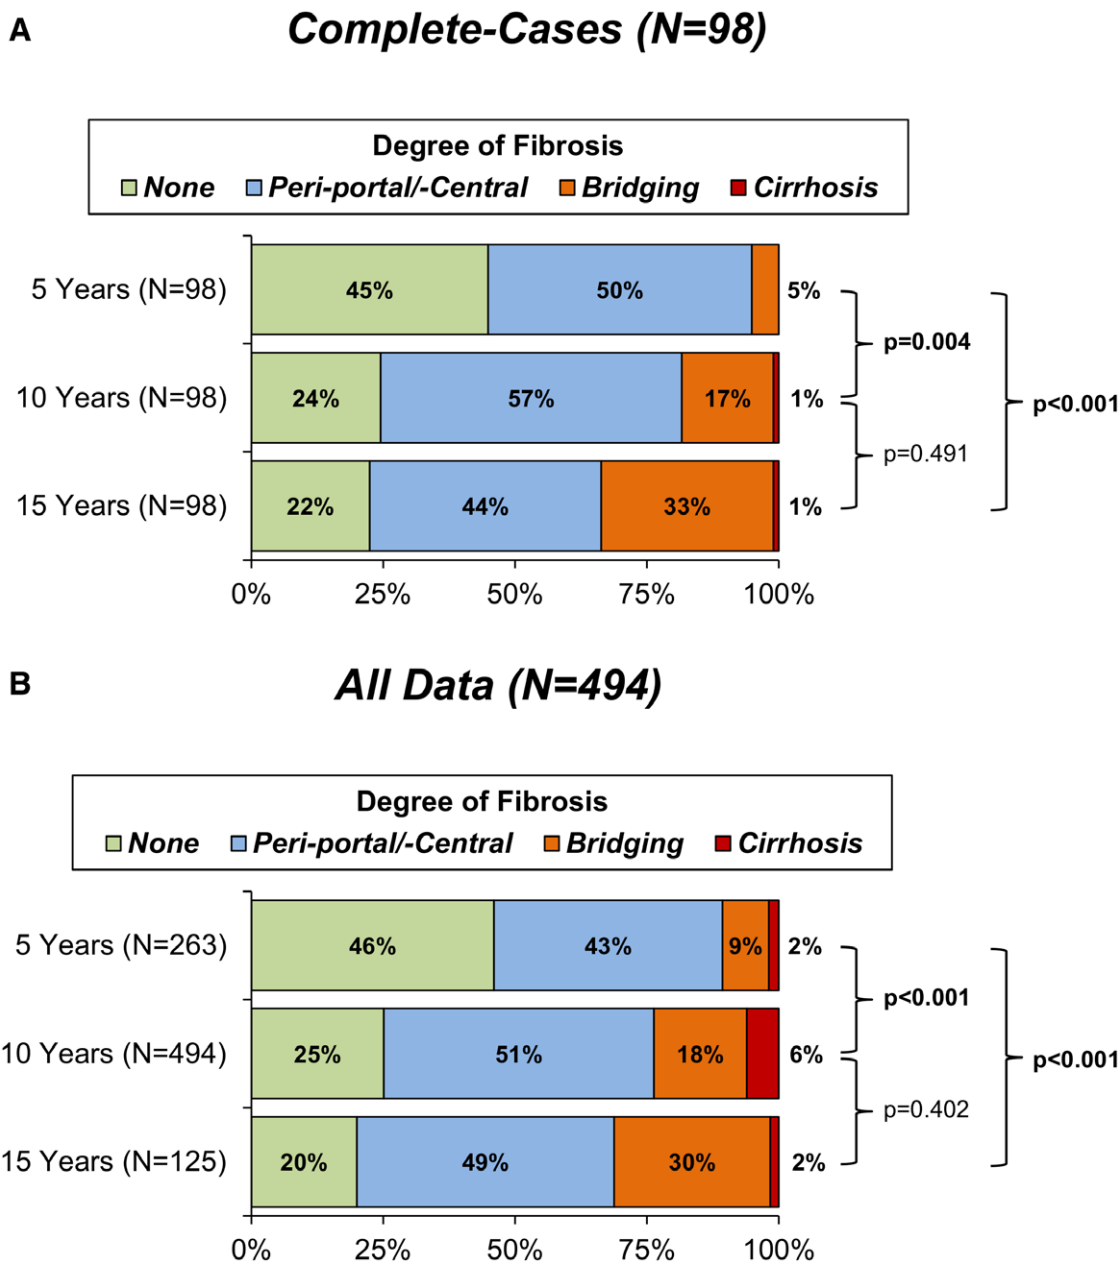 A
Complete-Cases (N=98)
Degree of Fibrosis
None Peri-portal/-Central Bridging Cirrhosis
5 Years (N=98) 45% 50% 5%
p=0.004
10 Years (N=98) 24% 57% 17% 1%
p<0.001
p=0.491
15 Years (N=98) 22% 44% 33% 1%
0% 25% 50% 75% 100%
B
All Data (N=494)
Degree of Fibrosis
None Peri-portal/-Central Bridging Cirrhosis
5 Years (N=263) 46% 43% 9% 2%
p<0.001
10 Years (N=494) 25% 51% 18% 6%
p<0.001
p=0.402
15 Years (N=125) 20% 49% 30% 2%
0% 25% 50% 75% 100%